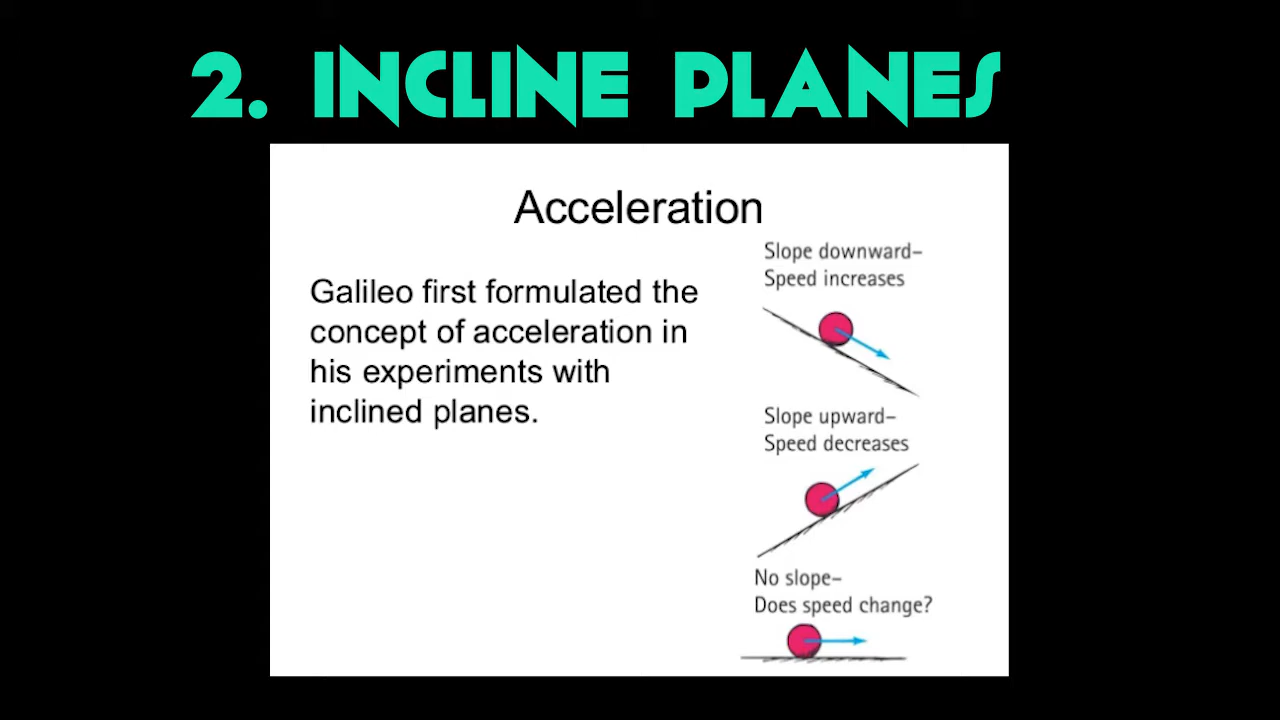 2. INCLINE PLANES
Acceleration
Galileo first formulated the
concept of acceleration in
his experiments with
inclined planes.
Slope downward–
Speed increases
Slope upward–
Speed decreases
No slope–
Does speed change?